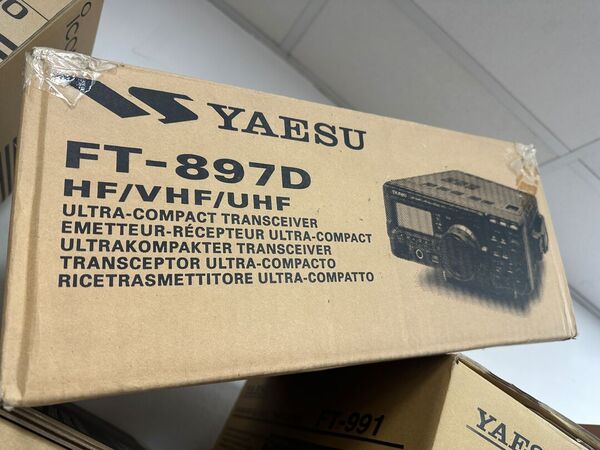 YAESU
FT-897D
HF/VHF/UHF
ULTRA-COMPACT TRANSCEIVER
EMETTEUR-RÉCEPTEUR ULTRA-COMPACT
ULTRAKOMPAKTER TRANSCEIVER
TRANSCEPTOR ULTRA-COMPACTO
RICETRASMETTITORE ULTRA-COMPATTO
FT-991
YAESU